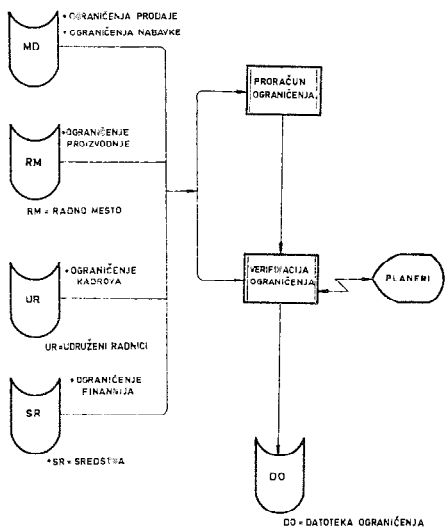 • OGRANIČENJA PRODAJE
• OGRANIČENJA NABAVKE
MD
PRORAČUN
OGRANIČENJA
•OGRANIČENJE
PROIZVODNJE
RM
RM = RADNO MESTO
•OGRANIČENJE
KADROVA
UR
UR=UDRUŽENI RADNICI
VERIFIKACIJA
OGRANIČENJA
PLANERI
•OGRANIČENJE
FINANSIJA
SR
•SR= SREDSTVA
DO
DO = DATOTEKA OGRANIČENJA